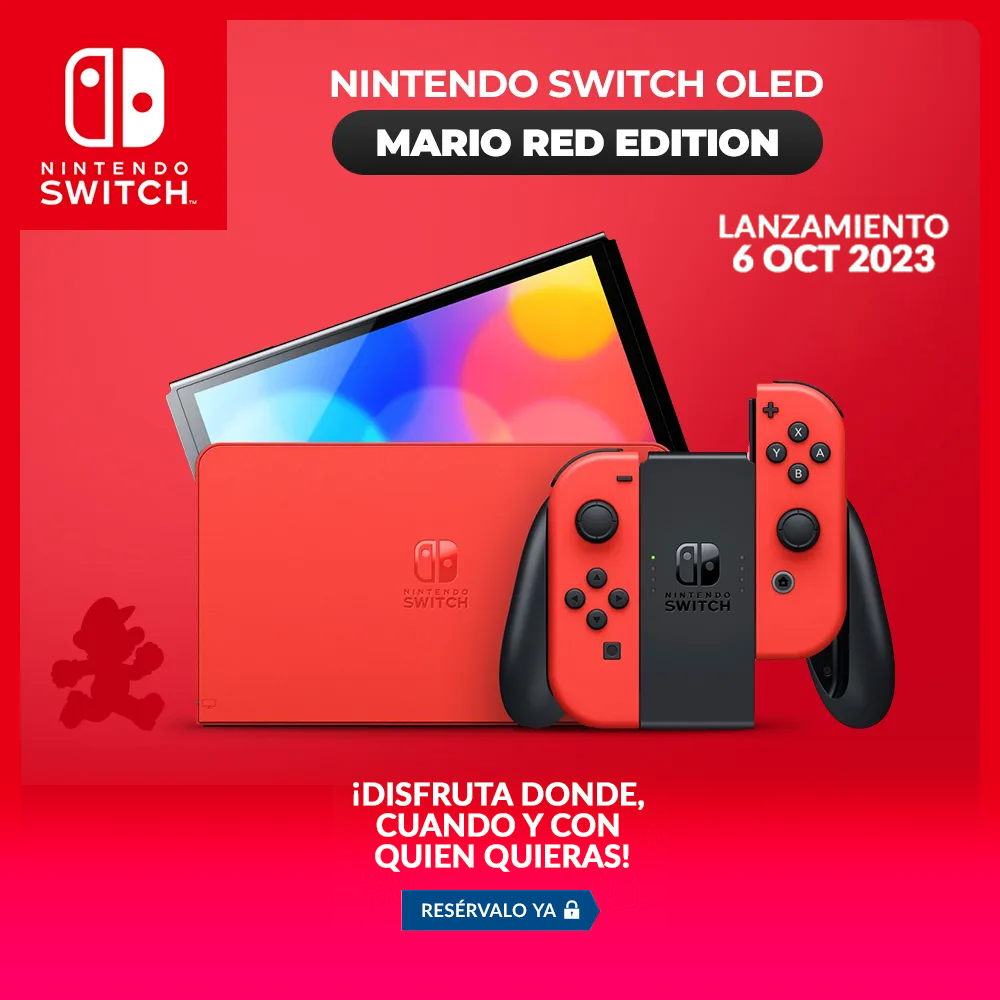 NINTENDO
SWITCH™
NINTENDO SWITCH OLED
MARIO RED EDITION
LANZAMIENTO
6 OCT 2023
NINTENDO
SWITCH
X
Y
A
B
NINTENDO
SWITCH
¡DISFRUTA DONDE,
CUANDO Y CON
QUIEN QUIERAS!
RESÉRVALO YA